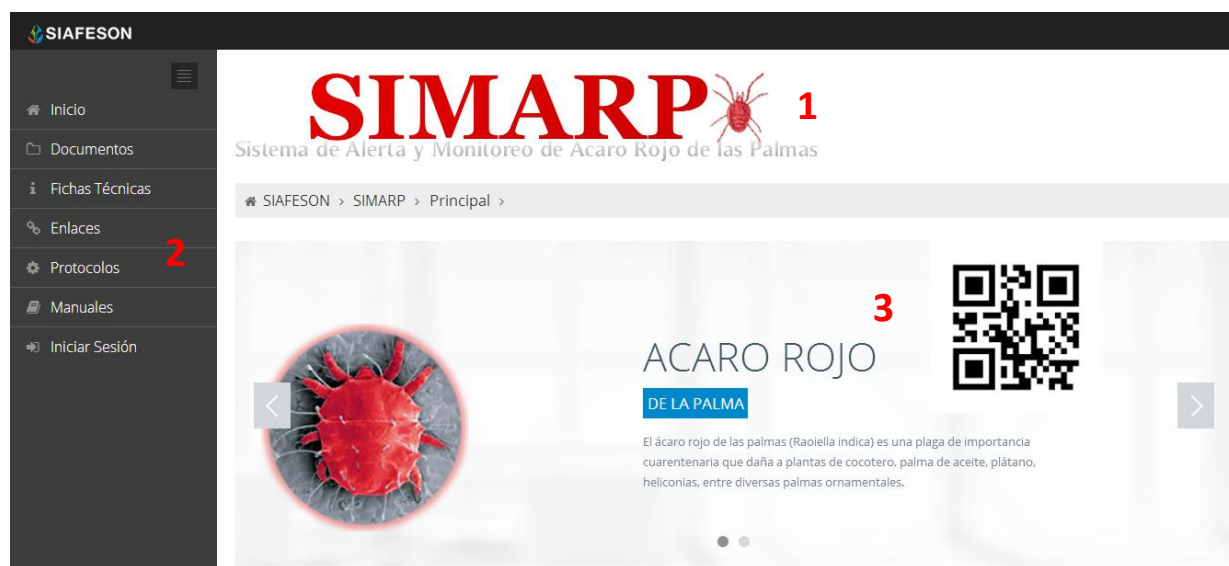 SIAFESON
Inicio
Documentos
Fichas Técnicas
Enlaces
2
Protocolos
Manuales
Iniciar Sesión
SIMARP
1
Sistema de Alerta y Monitoreo de Acaro Rojo de las Palmas
SIAFESON > SIMARP > Principal >
3
ACARO ROJO
DE LA PALMA
El ácaro rojo de las palmas (Raoiella indica) es una plaga de importancia
cuarentenaria que daña a plantas de cocotero, palma de aceite, plátano,
heliconias, entre diversas palmas ornamentales.